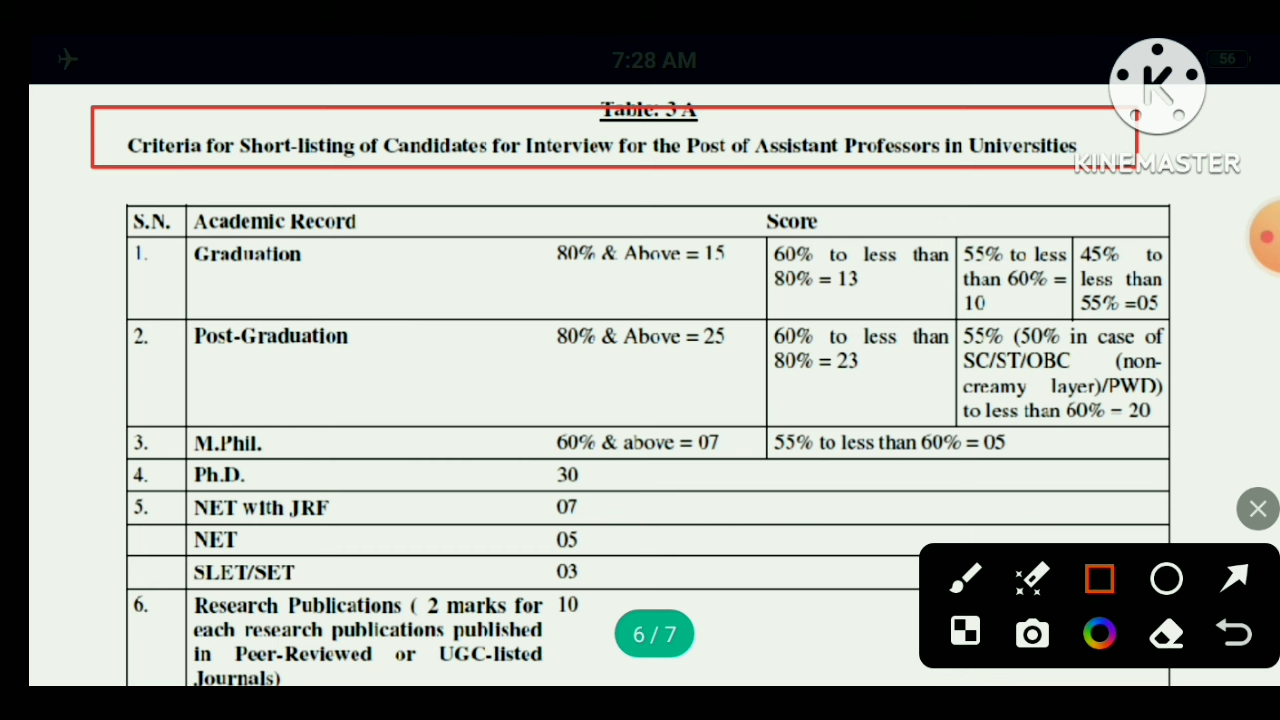 7:28 AM
56
Table: 3 A
Criteria for Short-listing of Candidates for Interview for the Post of Assistant Professors in Universities
K
KINEMASTER
S.N. Academic Record Score
1. Graduation 80% & Above = 15 60% to less than 55% to less 45% to
80% = 13 than 60% = less than
10 55% =05
2. Post-Graduation 80% & Above = 25 60% to less than 55% (50% in case of
80% = 23 SC/ST/OBC (non-
creamy layer)/PWD)
to less than 60% = 20
3. M.Phil. 60% & above = 07 55% to less than 60% = 05
4. Ph.D. 30
5. NET with JRF 07
NET 05
SLET/SET 03
6. Research Publications ( 2 marks for 10
each research publications published
in Peer-Reviewed or UGC-listed
Journals)
6 / 7